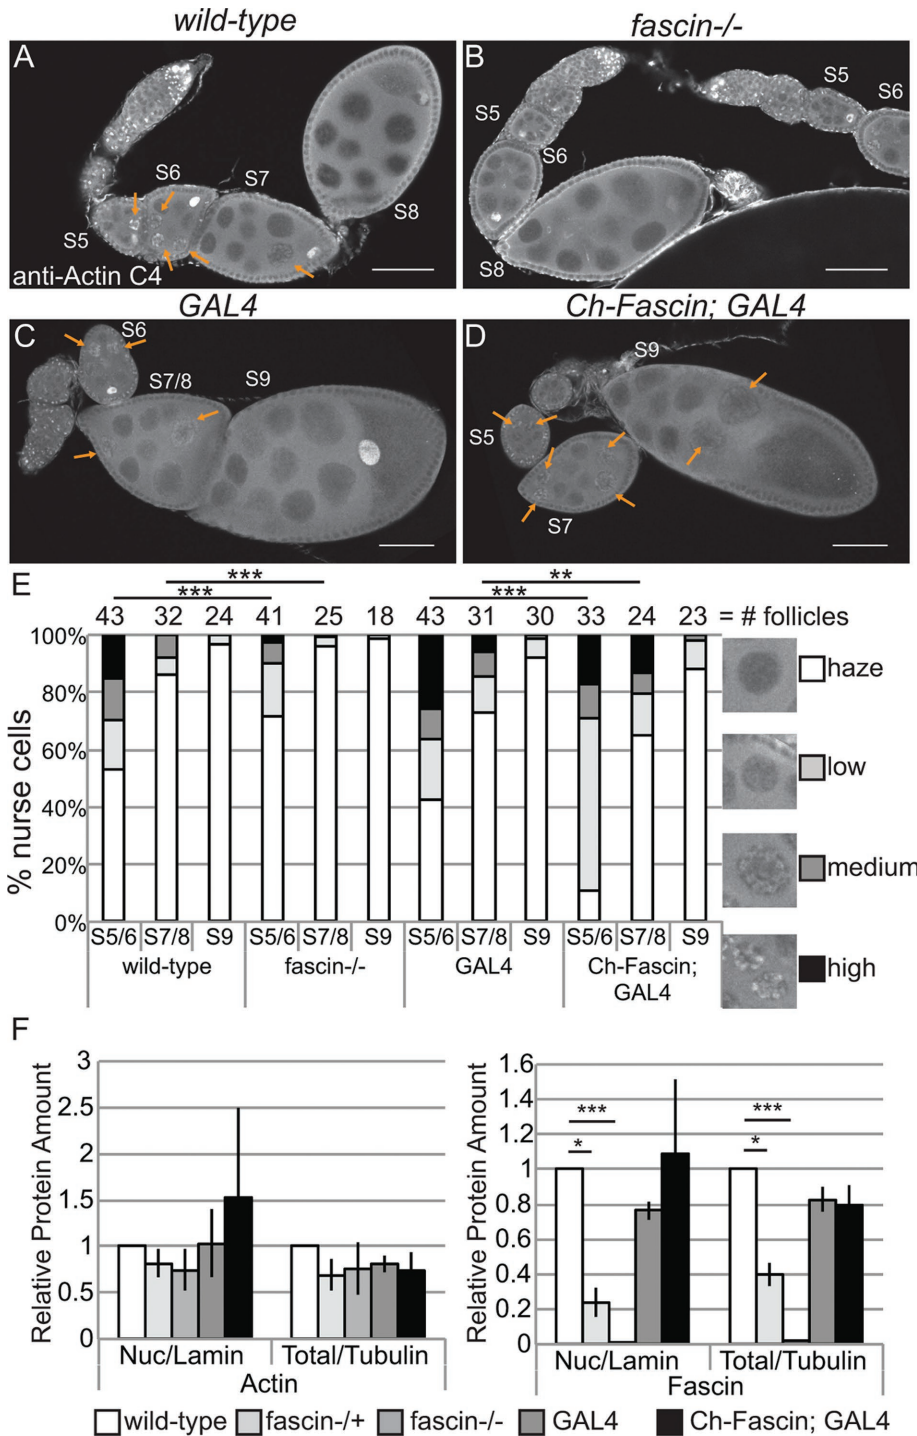 wild-type
fascin-/-
A
S5
S6
S7
S8
anti-Actin C4
B
S5
S6
S8
S5
S6
GAL4
Ch-Fascin; GAL4
C
S6
S7/8
S9
D
S9
S5
S7
E
*** *** *** **
43 32 24 41 25 18 43 31 30 33 24 23 = # follicles
% nurse cells
100%
80%
60%
40%
20%
0%
haze
low
medium
high
S5/6 S7/8 S9 S5/6 S7/8 S9 S5/6 S7/8 S9 S5/6 S7/8 S9
wild-type fascin-/- GAL4 Ch-Fascin;
GAL4
F
Relative Protein Amount
3
2.5
2
1.5
1
0.5
0
Nuc/Lamin Total/Tubulin
Actin
Relative Protein Amount
1.6
1.4
1.2
1
0.8
0.6
0.4
0.2
0
*** ***
* *
Nuc/Lamin Total/Tubulin
Fascin
wild-type fascin-/+ fascin-/- GAL4 Ch-Fascin; GAL4